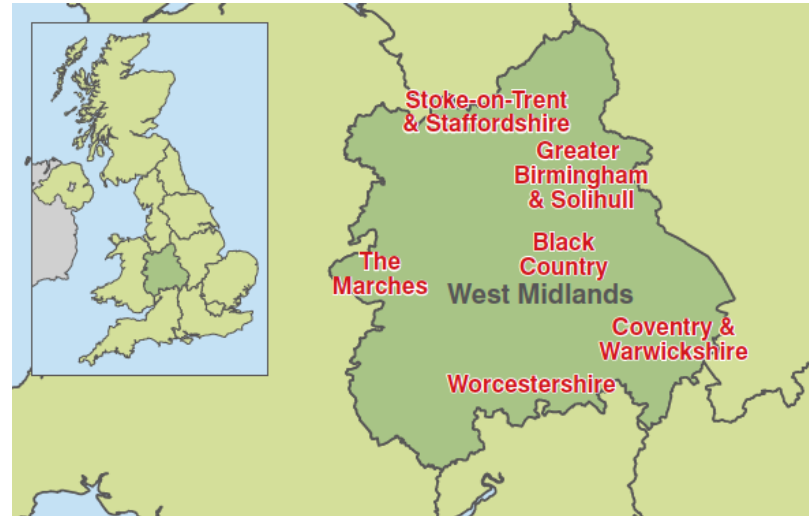 Stoke-on-Trent
& Staffordshire
Greater
Birmingham
& Solihull
Black
Country
The
Marches
West Midlands
Coventry &
Warwickshire
Worcestershire